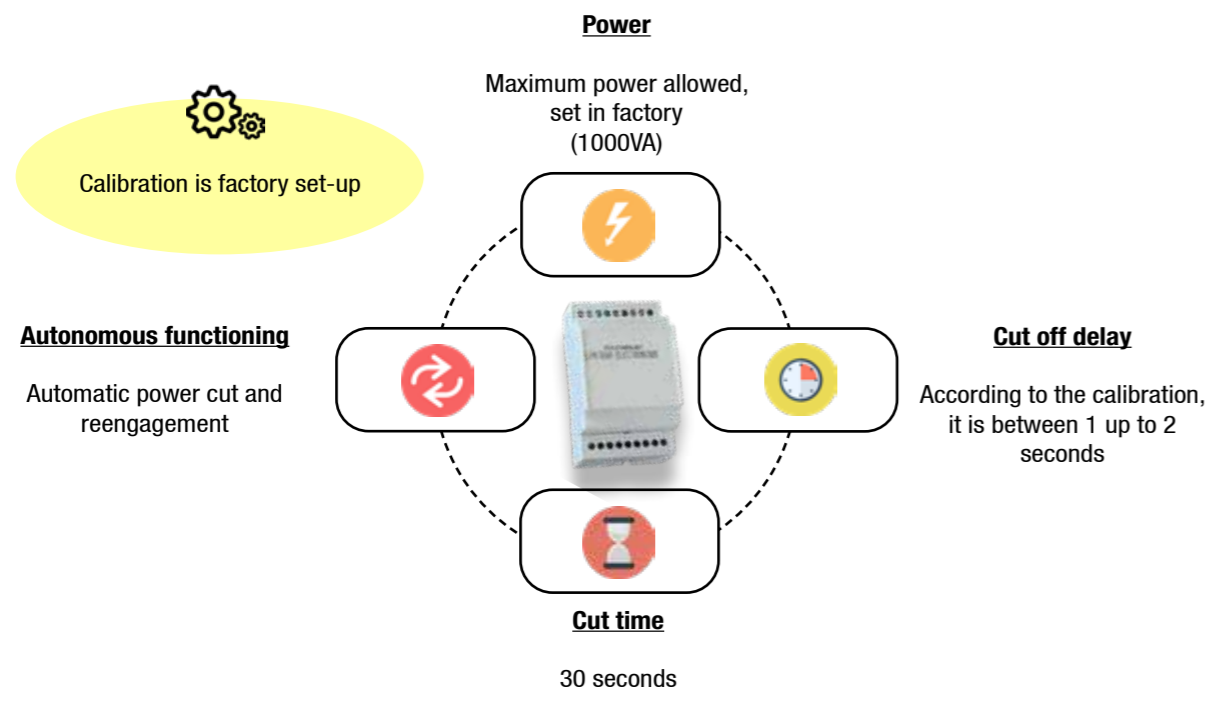 Power
Maximum power allowed,
set in factory
(1000VA)
Calibration is factory set-up
Autonomous functioning
Automatic power cut and
reengagement
Cut off delay
According to the calibration,
it is between 1 up to 2
seconds
Cut time
30 seconds